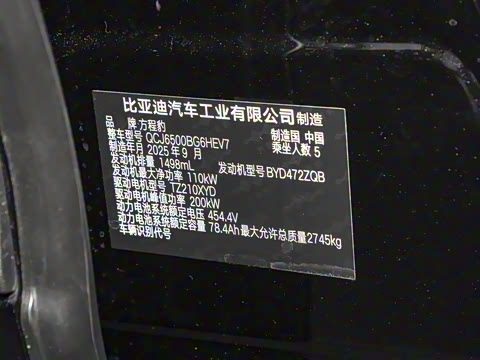 比亚迪汽车工业有限公司 制造
品 牌 方程豹 制造国 中国
整车型号 QCJ6500BG6HEV7 乘坐人数 5
制造年月 2025年9月
发动机排量 1498mL 发动机型号 BYD472ZQB
发动机最大净功率 110kW
驱动电机型号 TZ210XYD
驱动电机峰值功率 200kW
动力电池系统额定电压 454.4V
动力电池系统额定容量 78.4Ah 最大允许总质量 2745kg
车辆识别代号